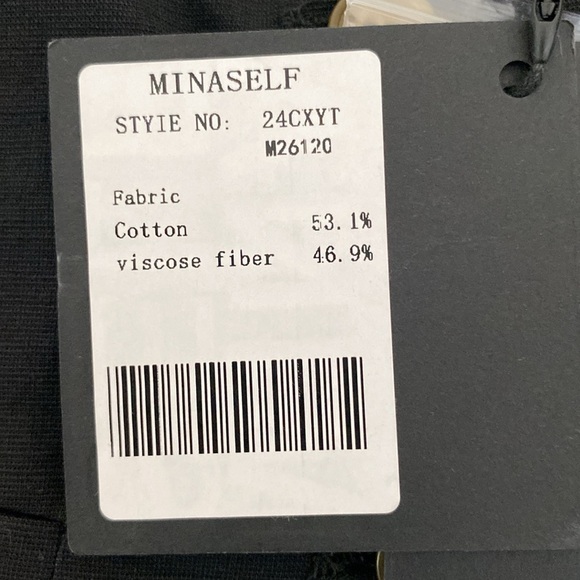 MINASELF
STYIE NO: 24CXYT
M26120
Fabric
Cotton 53.1%
viscose fiber 46.9%